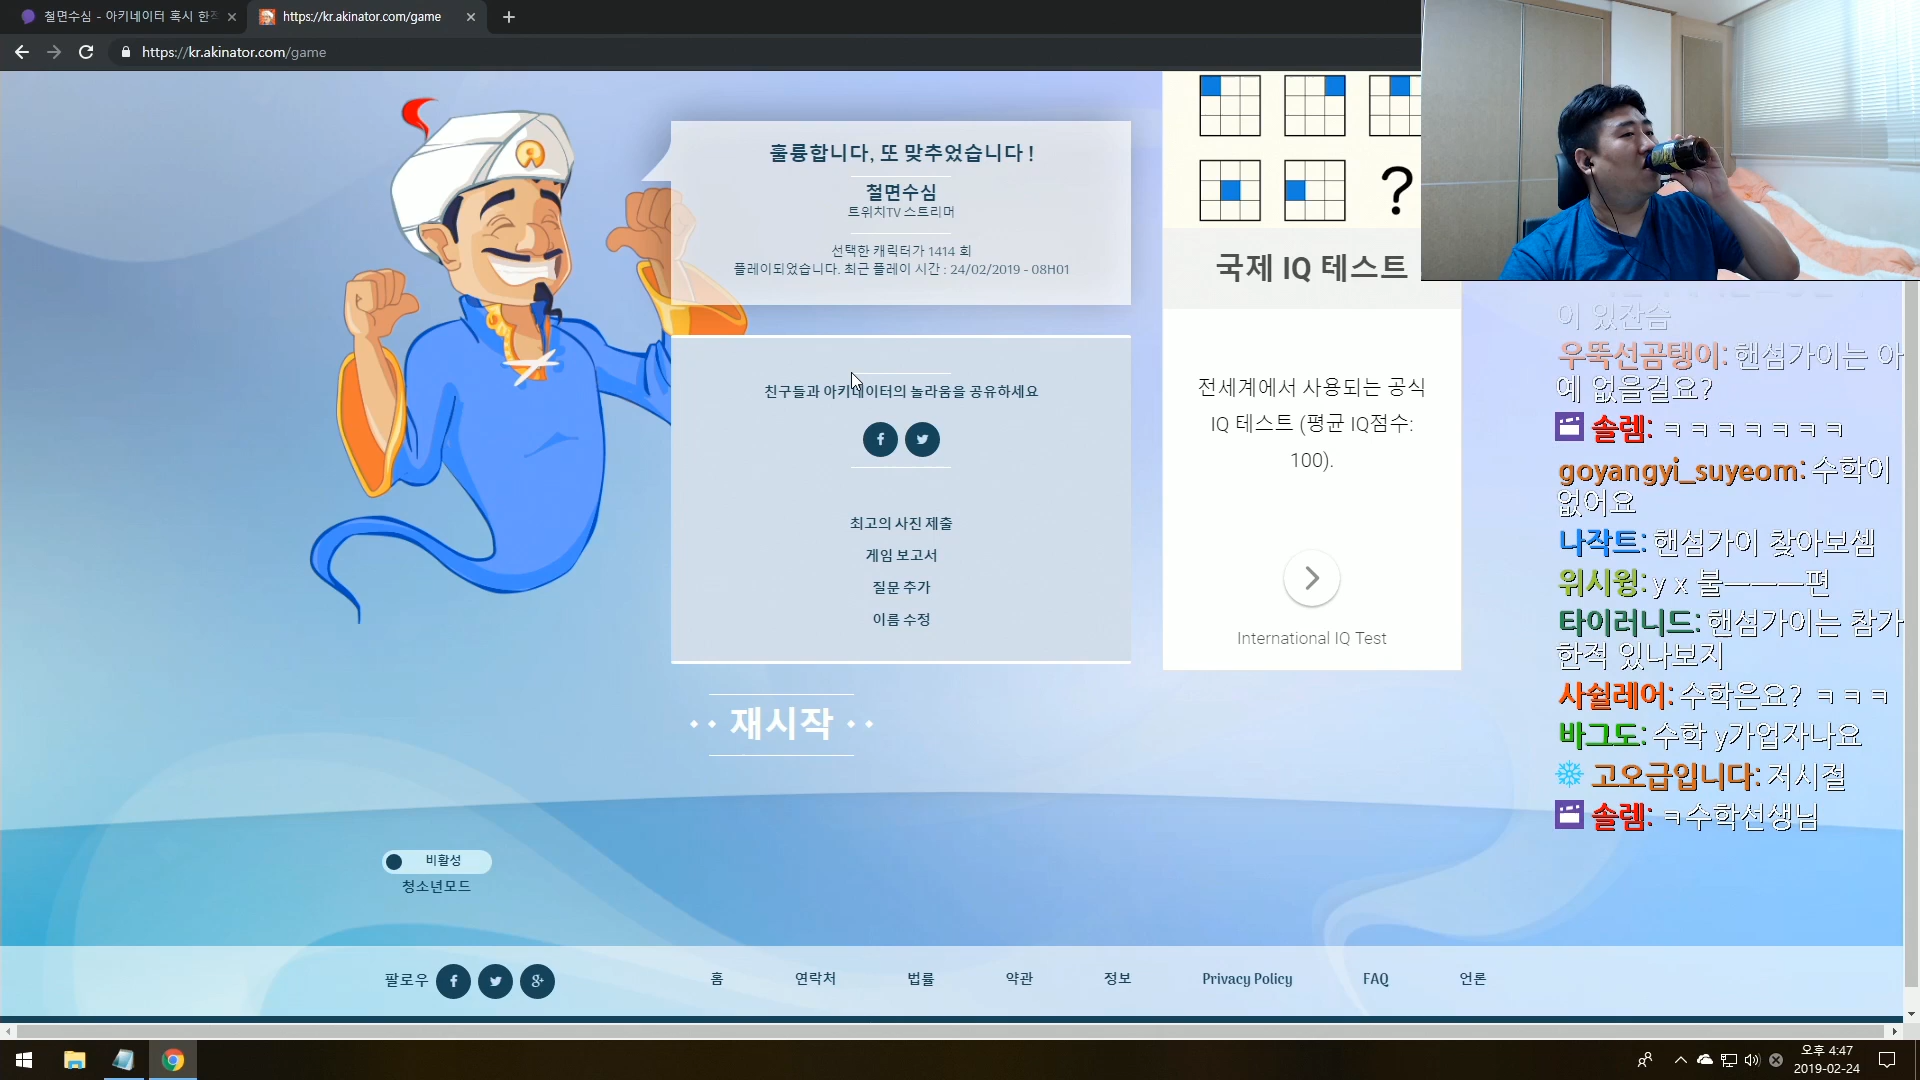 철면수심 - 아키네이터 혹시 한적
https://kr.akinator.com/game
https://kr.akinator.com/game
훌륭합니다, 또 맞추었습니다 !
철면수심
트위치TV 스트리머
선택한 캐릭터가 1414 회
플레이되었습니다. 최근 플레이 시간 : 24/02/2019 - 08H01
친구들과 아키네이터의 놀라움을 공유하세요
최고의 사진 제출
게임 보고서
질문 추가
이름 수정
재시작
?
국제 IQ 테스트
전세계에서 사용되는 공식
IQ 테스트 (평균 IQ점수:
100).
International IQ Test
이 있잔슴
우뚝선곰탱이: 핸섬가이는 아
예 없을걸요?
솔렘: ㅋㅋㅋㅋㅋㅋㅋ
goyangyi_suyeom: 수학이
없어요
나작트: 핸섬가이 찾아보셈
위시윙: y x 불ㅡㅡㅡ편
타이러니드: 핸섬가이는 참가
한적 있나보지
사쉴레어: 수학은요? ㅋㅋㅋ
바그도: 수학 y가업자나요
고오급입니다: 저시절
솔렘: ㅋ수학선생님
비활성
청소년모드
팔로우
홈
연락처
법률
약관
정보
Privacy Policy
FAQ
언론
오후 4:47
2019-02-24